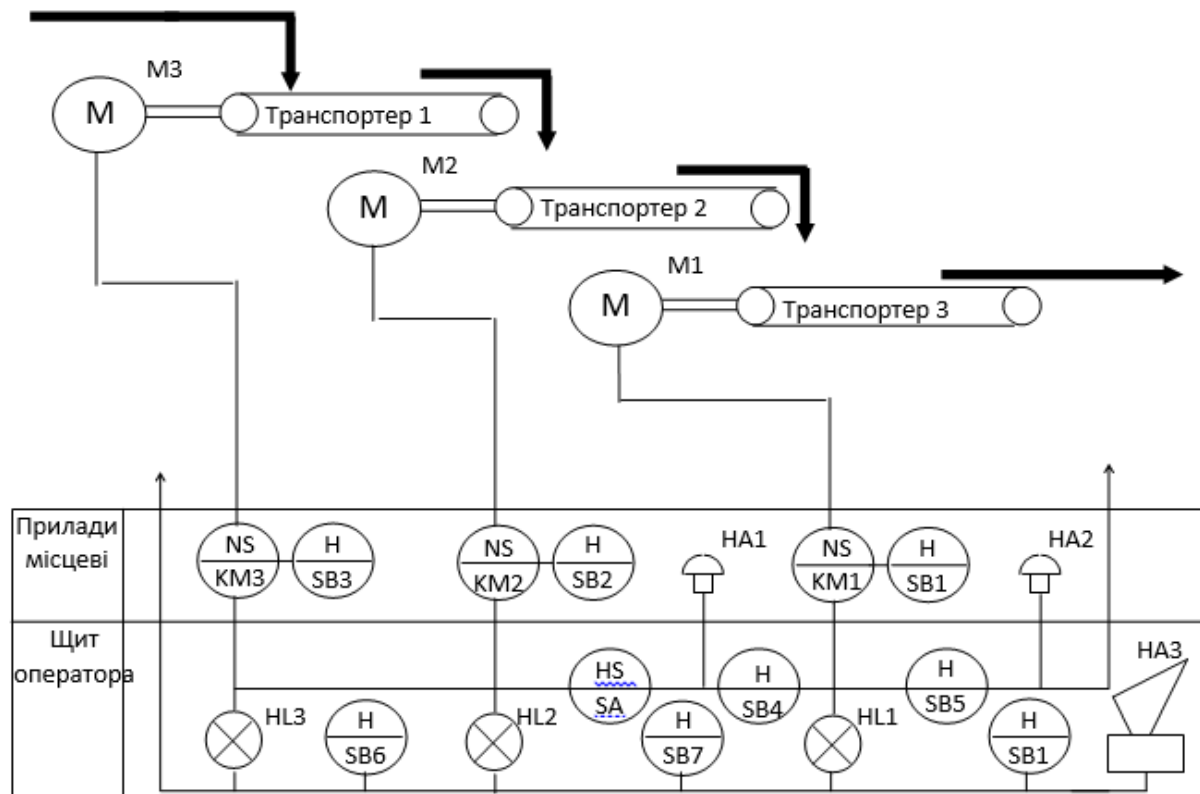 M3
M
Транспортер 1
M2
M
Транспортер 2
M1
M
Транспортер 3
Прилади
місцеві
NS
KM3
H
SB3
NS
KM2
H
SB2
HA1
NS
KM1
H
SB1
HA2
Щит
оператора
HL3
H
SB6
HL2
HS
SA
H
SB7
H
SB4
HL1
H
SB5
H
SB1
HA3